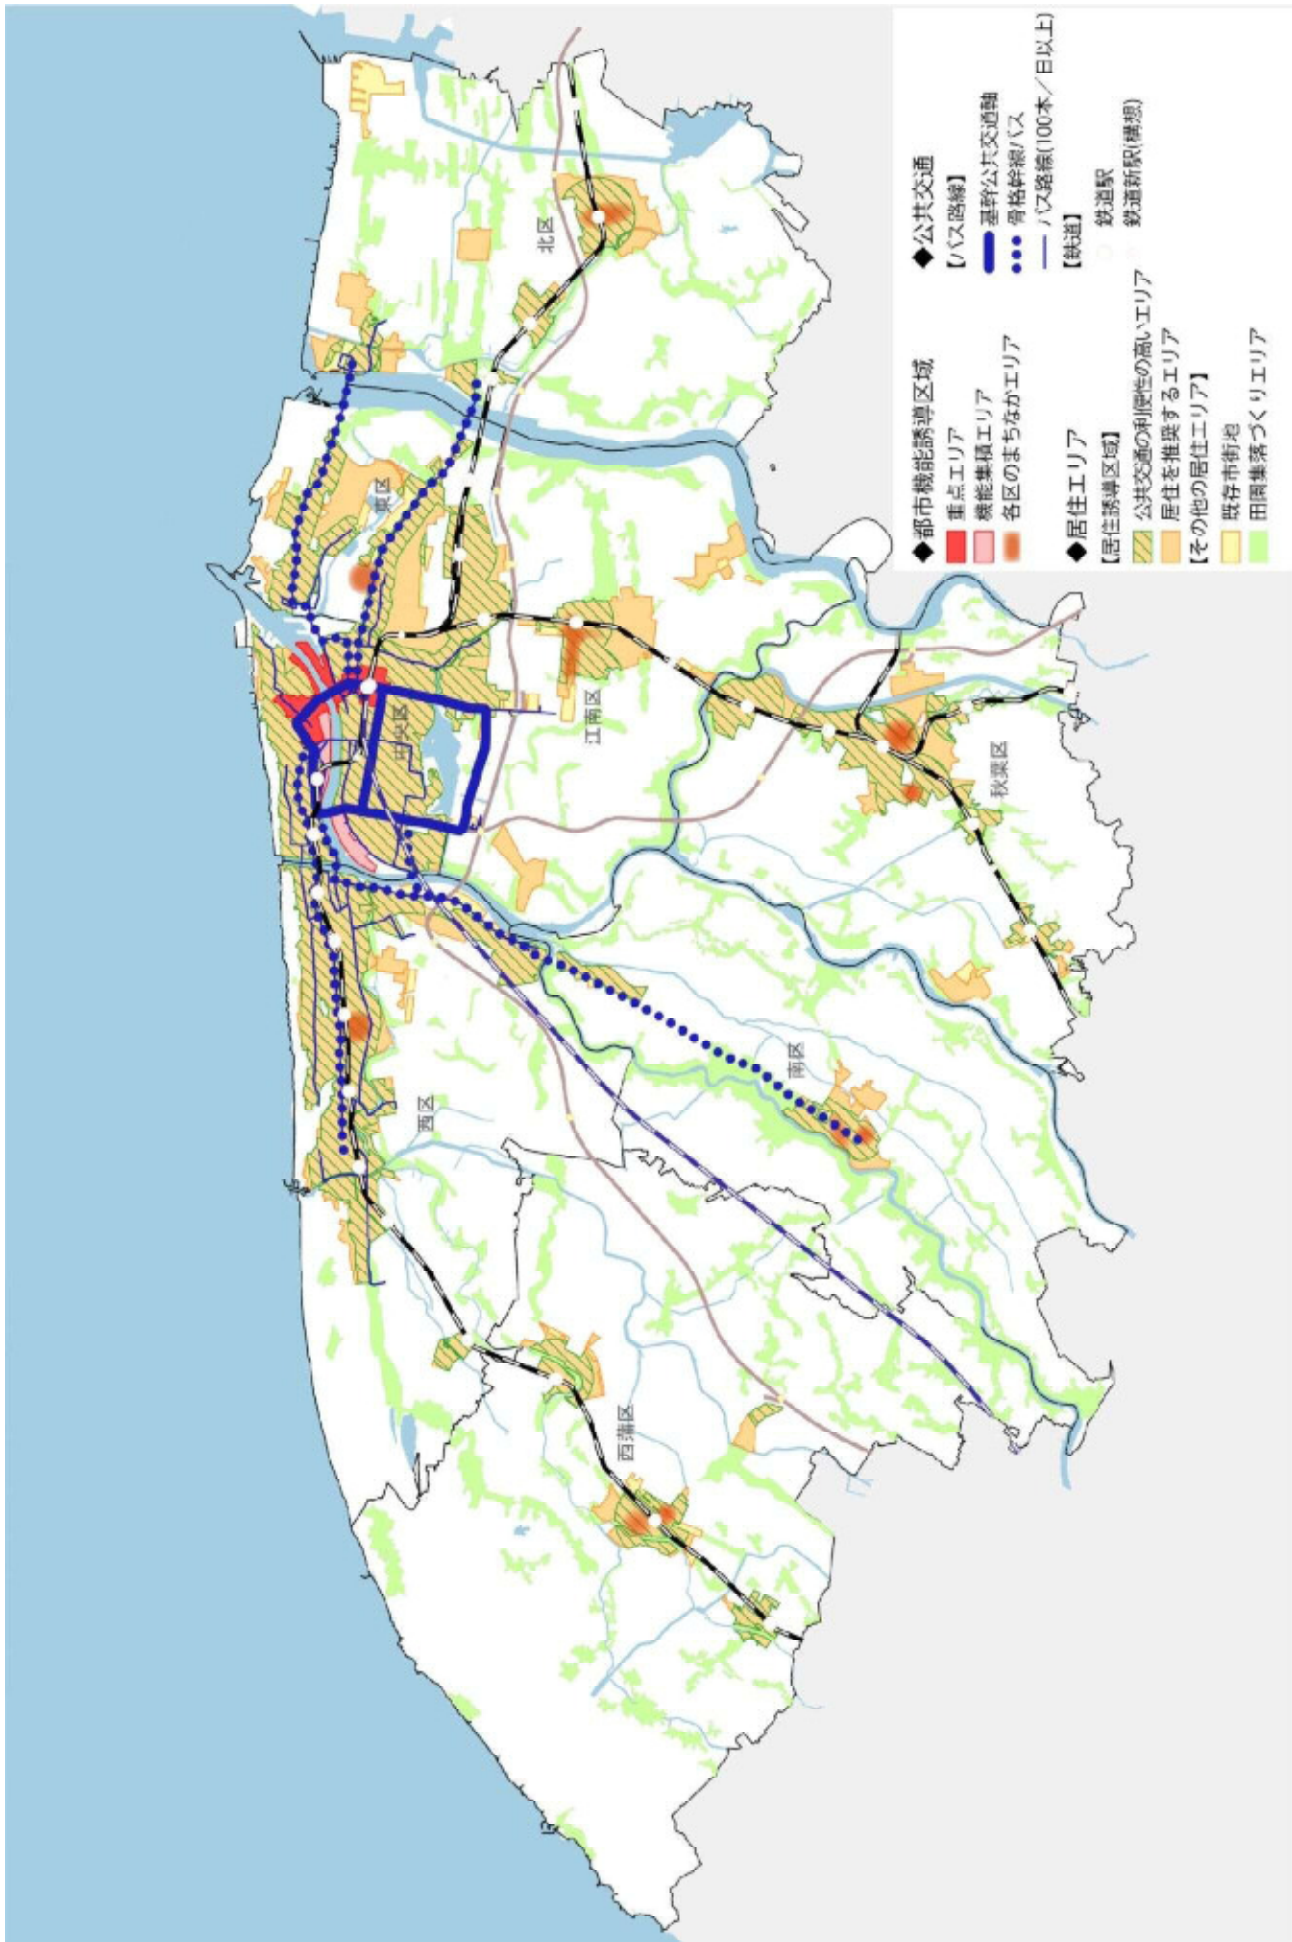 北区
東区
中央区
江南区
秋葉区
西区
南区
西蒲区
◆都市機能誘導区域
重点エリア
機能集積エリア
各区のまちなかエリア
◆居住エリア
【居住誘導区域】
公共交通の利便性の高いエリア
居住を推奨するエリア
【その他の居住エリア】
既存市街地
田園集落づくりエリア
◆公共交通
【バス路線】
基幹公共交通軸
骨格幹線バス
バス路線(100本/日以上)
【鉄道】
鉄道駅
鉄道新駅(構想)